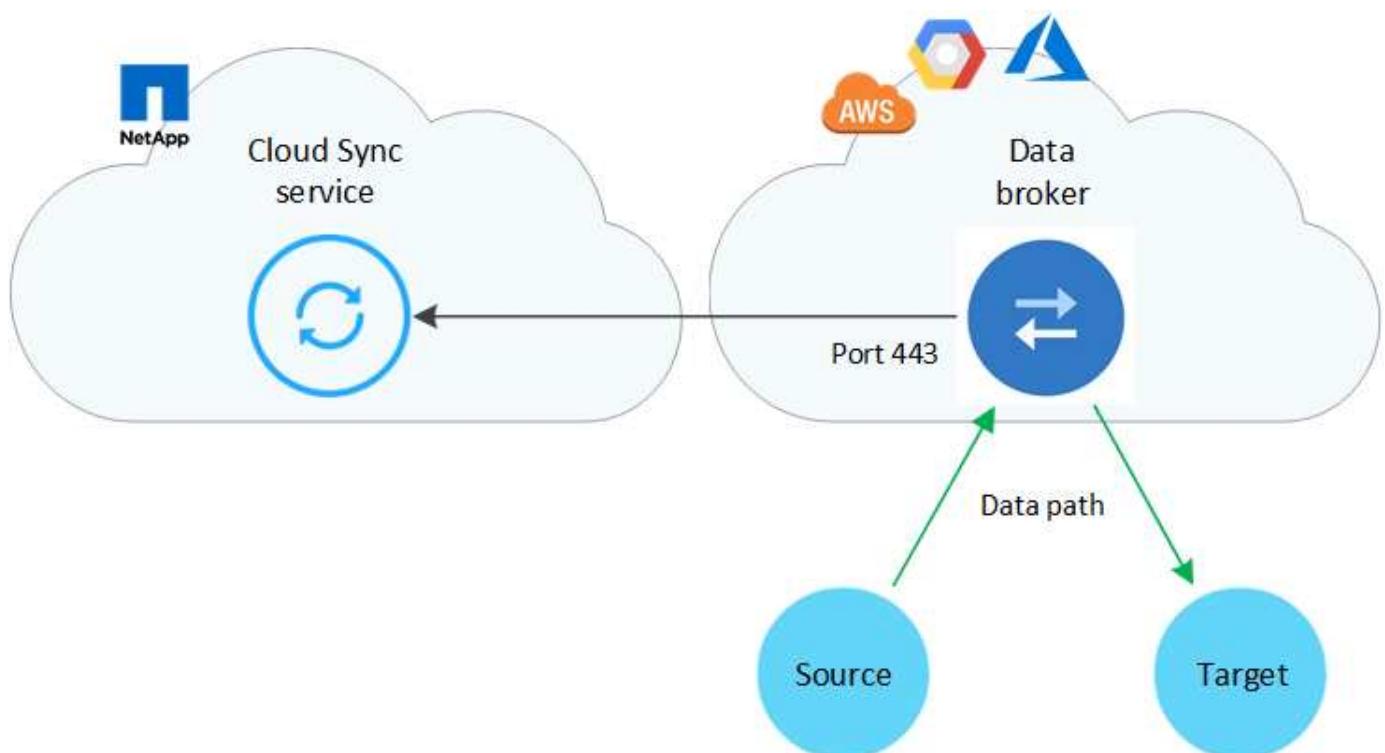 NetApp
Cloud Sync
service
AWS
Data
broker
Port 443
Data path
Source
Target